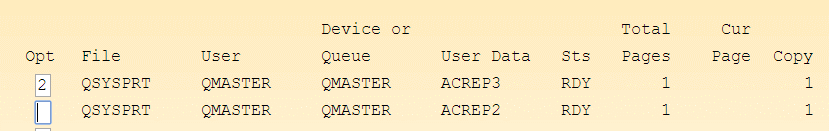 Device or Total Cur
Opt File User Queue User Data Sts Pages Page Copy
2 QSYSPRT QMASTER QMASTER ACREP3 RDY 1 1
QSYSPRT QMASTER QMASTER ACREP2 RDY 1 1